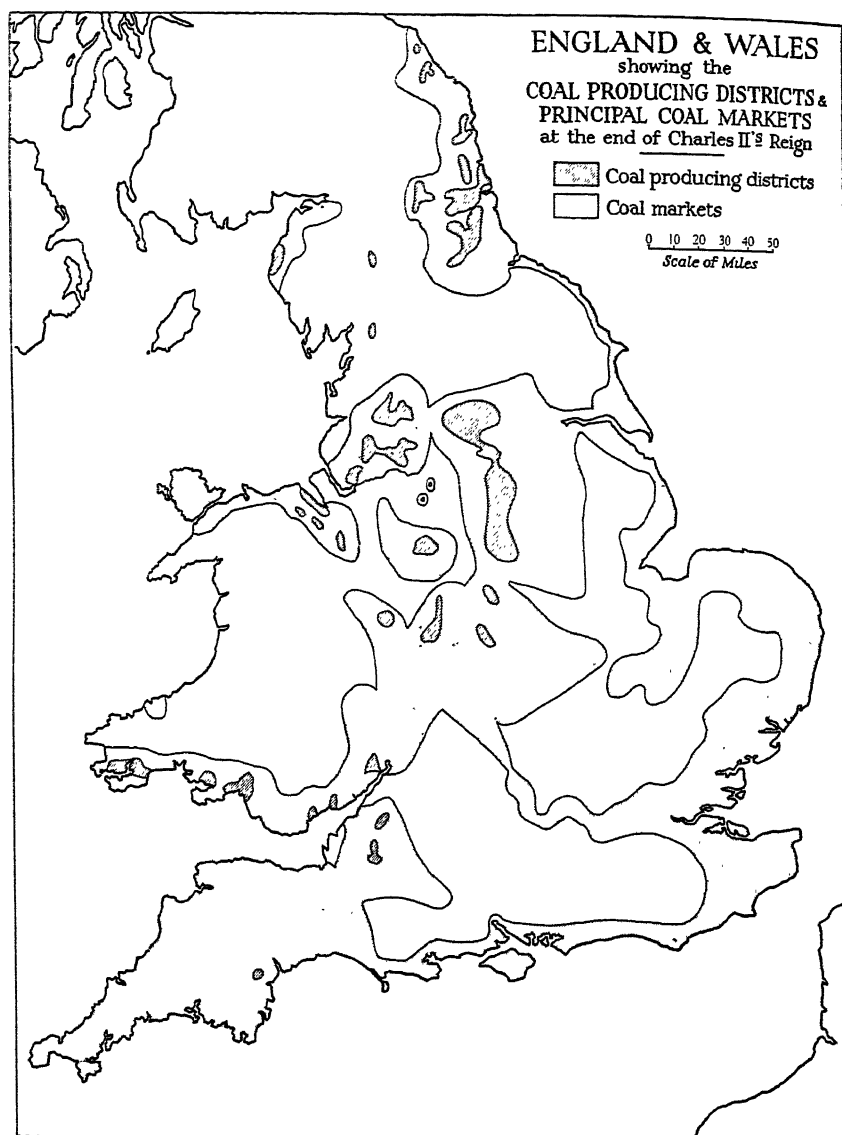 ENGLAND & WALES
showing the
COAL PRODUCING DISTRICTS &
PRINCIPAL COAL MARKETS
at the end of Charles II's Reign
Coal producing districts
Coal markets
0 10 20 30 40 50
Scale of Miles